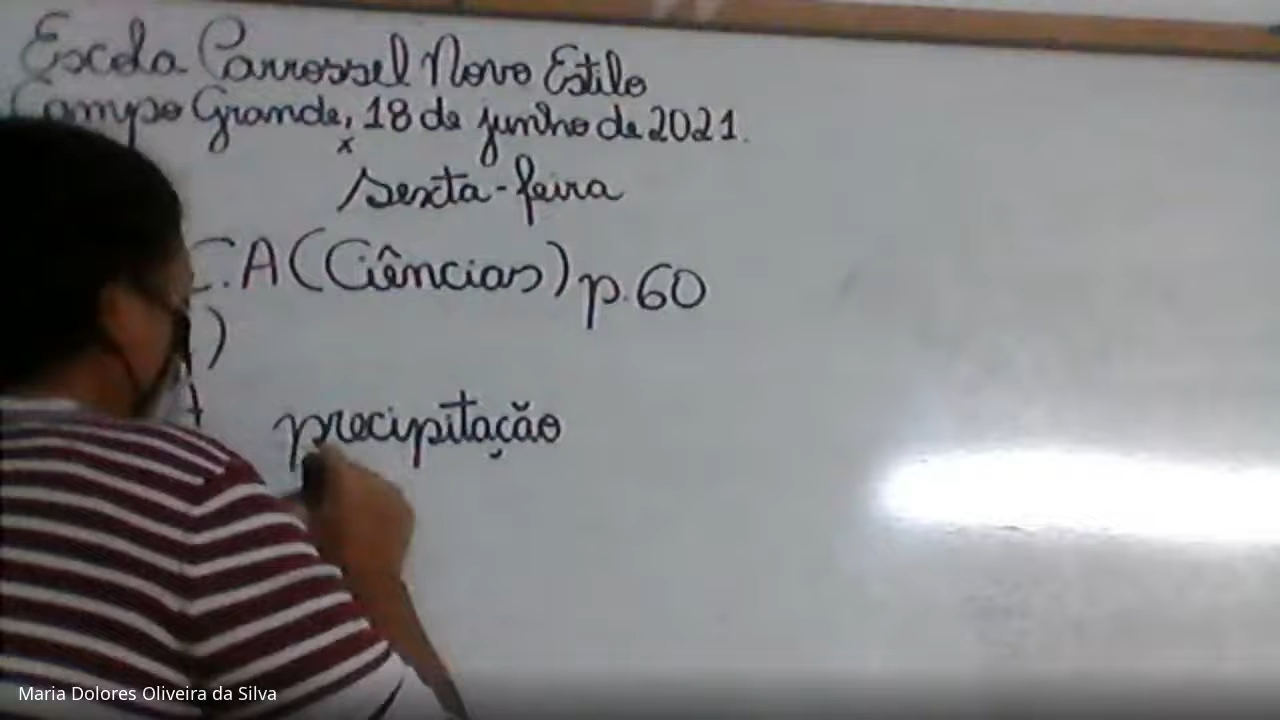 Escola Carrossel Novo Estilo
Campo Grande, 18 de junho de 2021.
x
sexta-feira
C.A (Ciências) p. 60
)
precipitação
Maria Dolores Oliveira da Silva